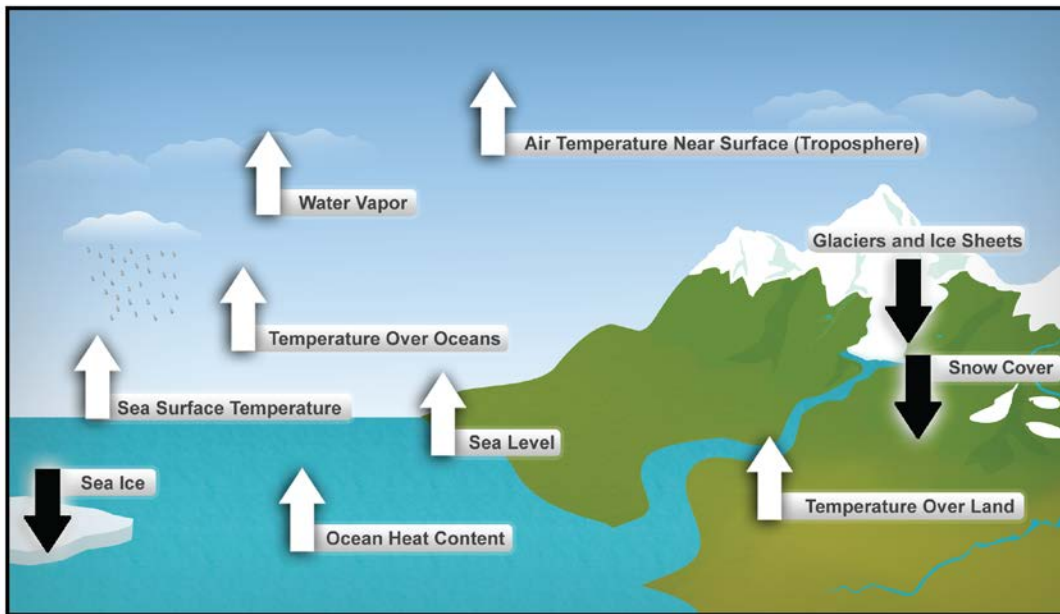 Air Temperature Near Surface (Troposphere)
Water Vapor
Glaciers and Ice Sheets
Temperature Over Oceans
Snow Cover
Sea Surface Temperature
Sea Level
Sea Ice
Temperature Over Land
Ocean Heat Content